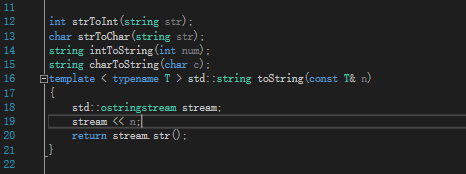 11
12 int strToInt(string str);
13 char strToChar(string str);
14 string intToString(int num);
15 string charToString(char c);
16 template < typename T > std::string toString(const T& n)
17 {
18 std::ostringstream stream;
19 stream << n;
20 return stream.str();
21 }
22